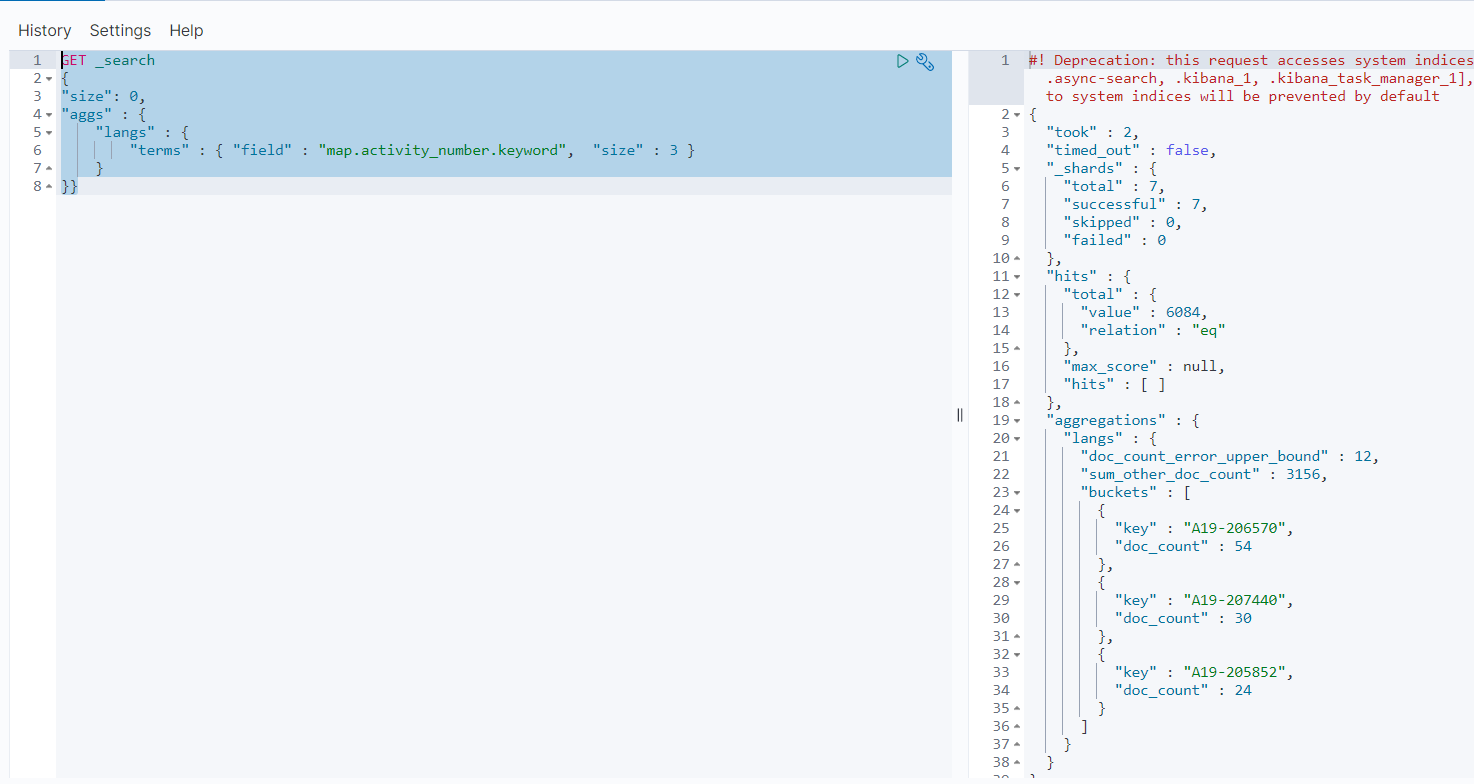 History Settings Help
1 GET _search
2 {
3 "size": 0,
4 "aggs" : {
5 "langs" : {
6 "terms" : { "field" : "map.activity_number.keyword", "size" : 3 }
7 }
8 }}
1 #! Deprecation: this request accesses system indices
.async-search, .kibana_1, .kibana_task_manager_1],
to system indices will be prevented by default
2 {
3 "took" : 2,
4 "timed_out" : false,
5 "_shards" : {
6 "total" : 7,
7 "successful" : 7,
8 "skipped" : 0,
9 "failed" : 0
10 },
11 "hits" : {
12 "total" : {
13 "value" : 6084,
14 "relation" : "eq"
15 },
16 "max_score" : null,
17 "hits" : [ ]
18 },
19 "aggregations" : {
20 "langs" : {
21 "doc_count_error_upper_bound" : 12,
22 "sum_other_doc_count" : 3156,
23 "buckets" : [
24 {
25 "key" : "A19-206570",
26 "doc_count" : 54
27 },
28 {
29 "key" : "A19-207440",
30 "doc_count" : 30
31 },
32 {
33 "key" : "A19-205852",
34 "doc_count" : 24
35 }
36 ]
37 }
38 }